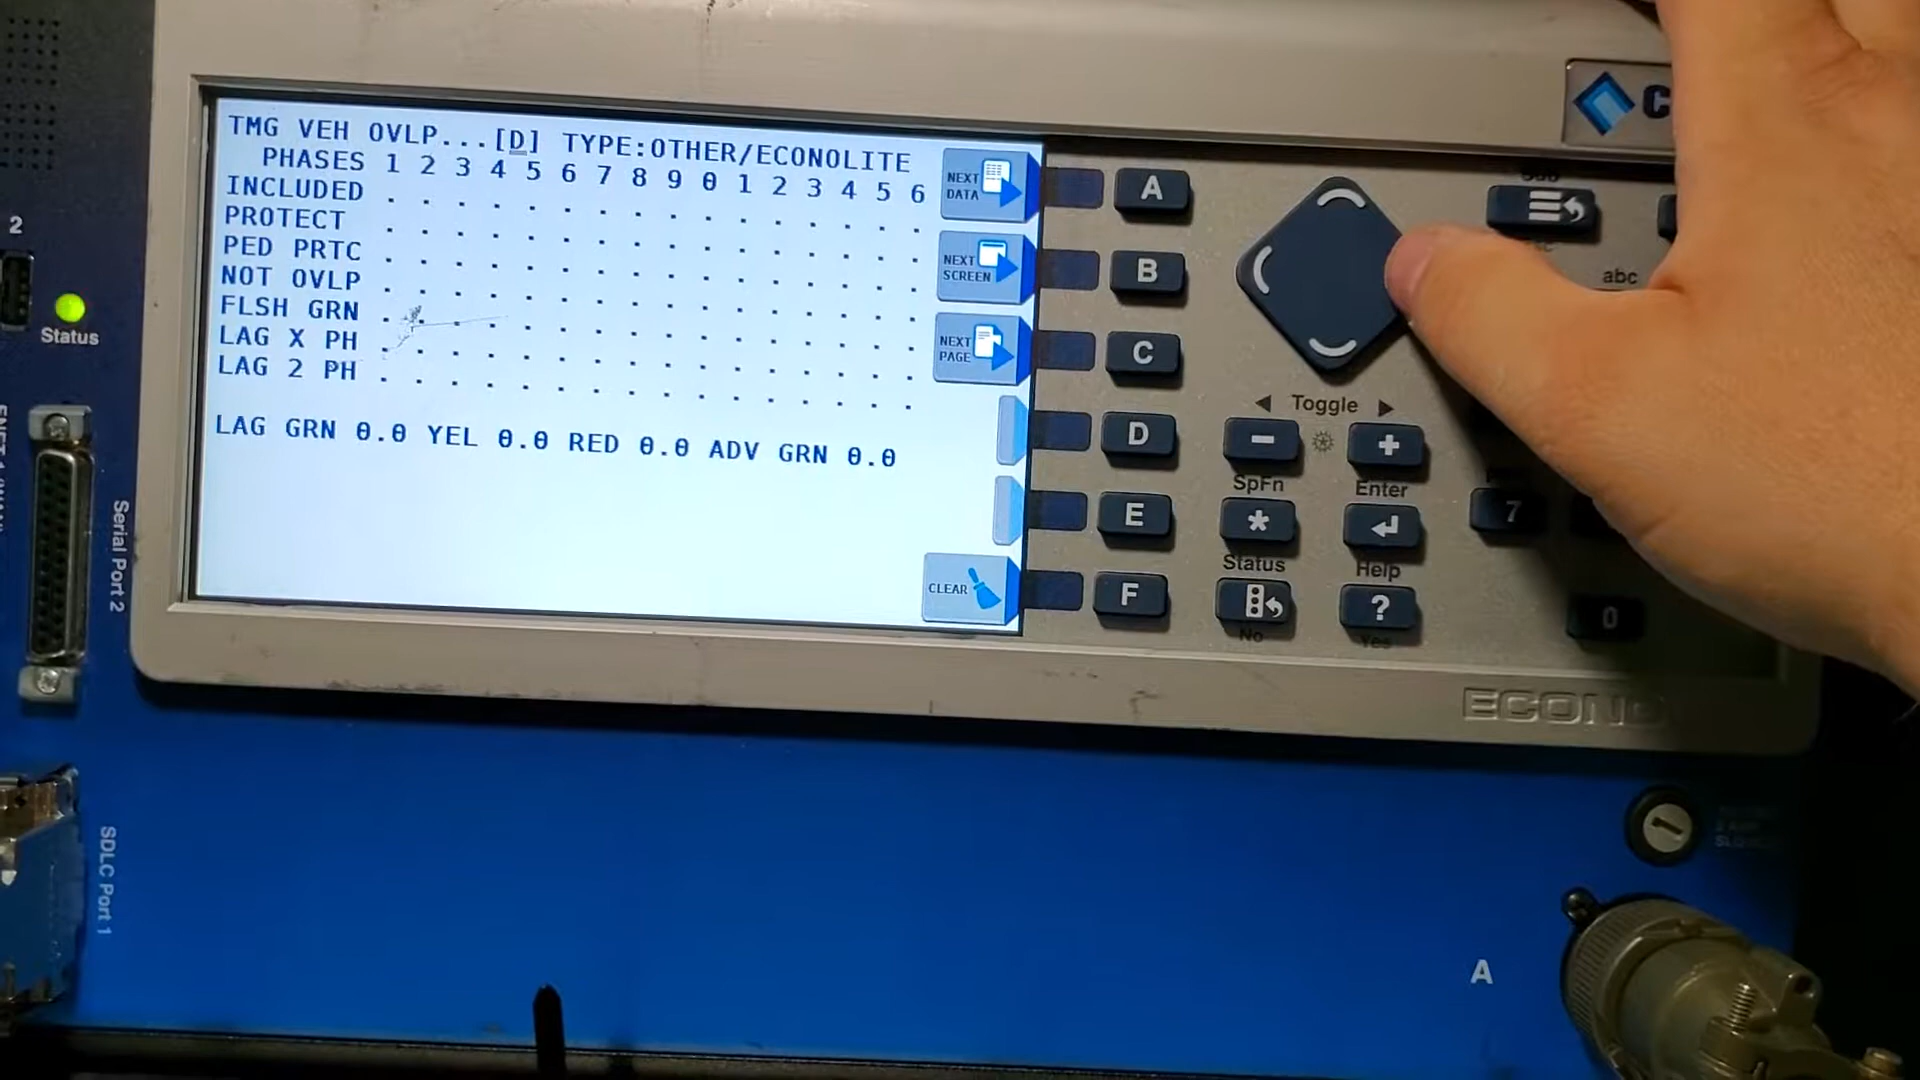 TMG VEH OVLP...[D] TYPE:OTHER/ECONOLITE
PHASES 1 2 3 4 5 6 7 8 9 0 1 2 3 4 5 6
INCLUDED . . . . . . . . . . . . . . . .
PROTECT . . . . . . . . . . . . . . . .
PED PRTC . . . . . . . . . . . . . . . .
NOT OVLP . . . . . . . . . . . . . . . .
FLSH GRN . . . . . . . . . . . . . . . .
LAG X PH . . . . . . . . . . . . . . . .
LAG 2 PH . . . . . . . . . . . . . . . .
LAG GRN 0.0 YEL 0.0 RED 0.0 ADV GRN 0.0
NEXT DATA
NEXT SCREEN
NEXT PAGE
CLEAR
A
B
C
D
E
F
C
abc
Toggle
- +
SpFn Enter
*
Status Help
?
No Yes
7
0
ECONO
2
Status
Serial Port 2
SDLC Port 1
A